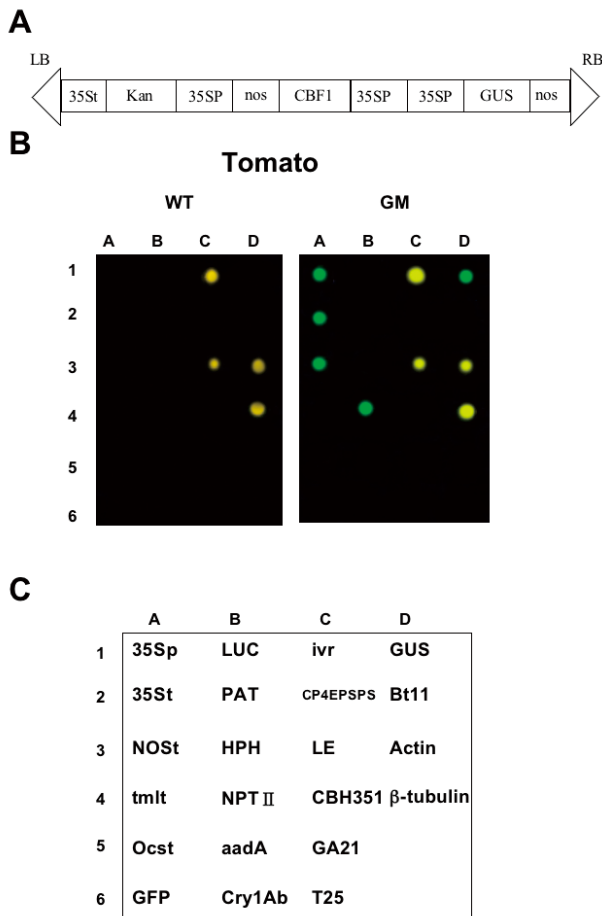 A
LB
RB
35St Kan 35SP nos CBF1 35SP 35SP GUS nos
B
Tomato
WT GM
A B C D A B C D
1
2
3
4
5
6
C
A B C D
1 35Sp LUC ivr GUS
2 35St PAT CP4EPSPS Bt11
3 NOSt HPH LE Actin
4 tmlt NPTⅡ CBH351 β-tubulin
5 Ocst aadA GA21
6 GFP Cry1Ab T25